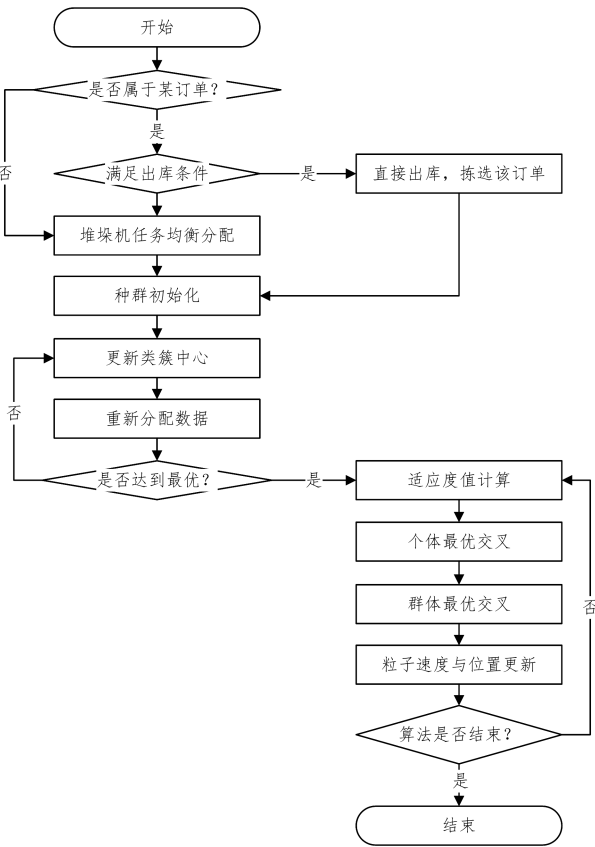 开始
是否属于某订单？
是
否
满足出库条件
是
直接出库，拣选该订单
堆垛机任务均衡分配
种群初始化
更新类簇中心
否
重新分配数据
是否达到最优？
是
适应度值计算
个体最优交叉
群体最优交叉
否
粒子速度与位置更新
算法是否结束？
是
结束